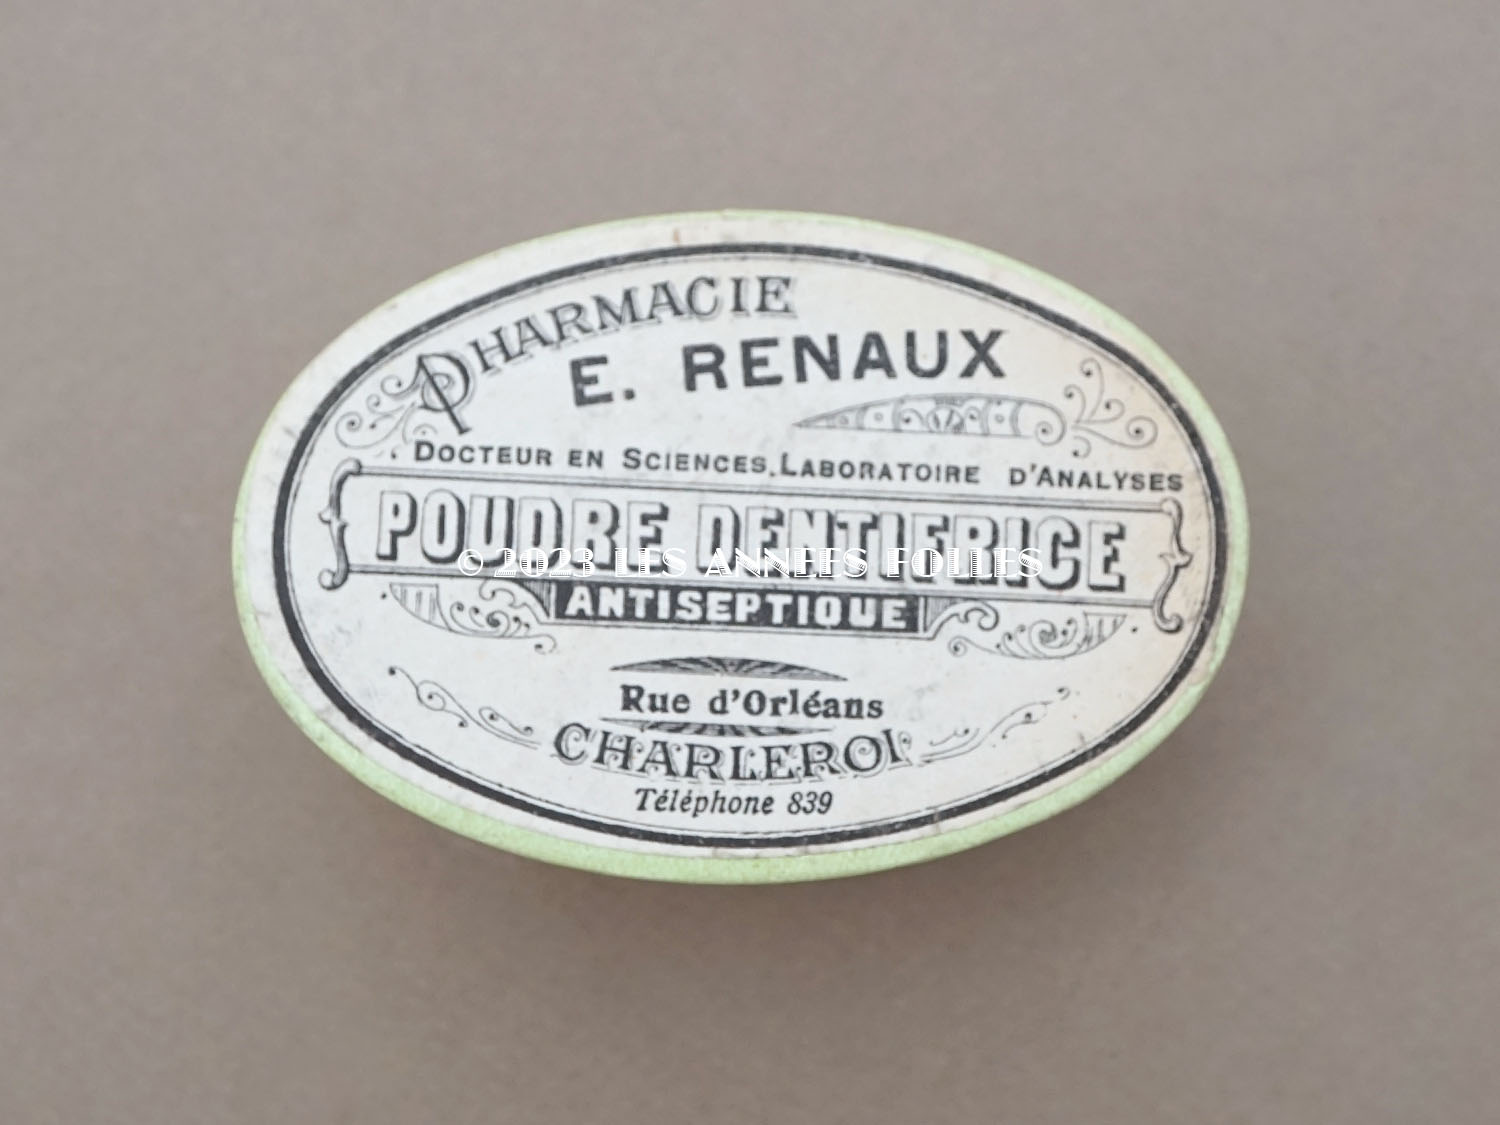 PHARMACIE
E. RENAUX
DOCTEUR EN SCIENCES. LABORATOIRE D'ANALYSES
POUDRE DENTIFRICE
© 2023 LES ANNEES FOLLES
ANTISEPTIQUE
Rue d'Orléans
CHARLEROI
Téléphone 839